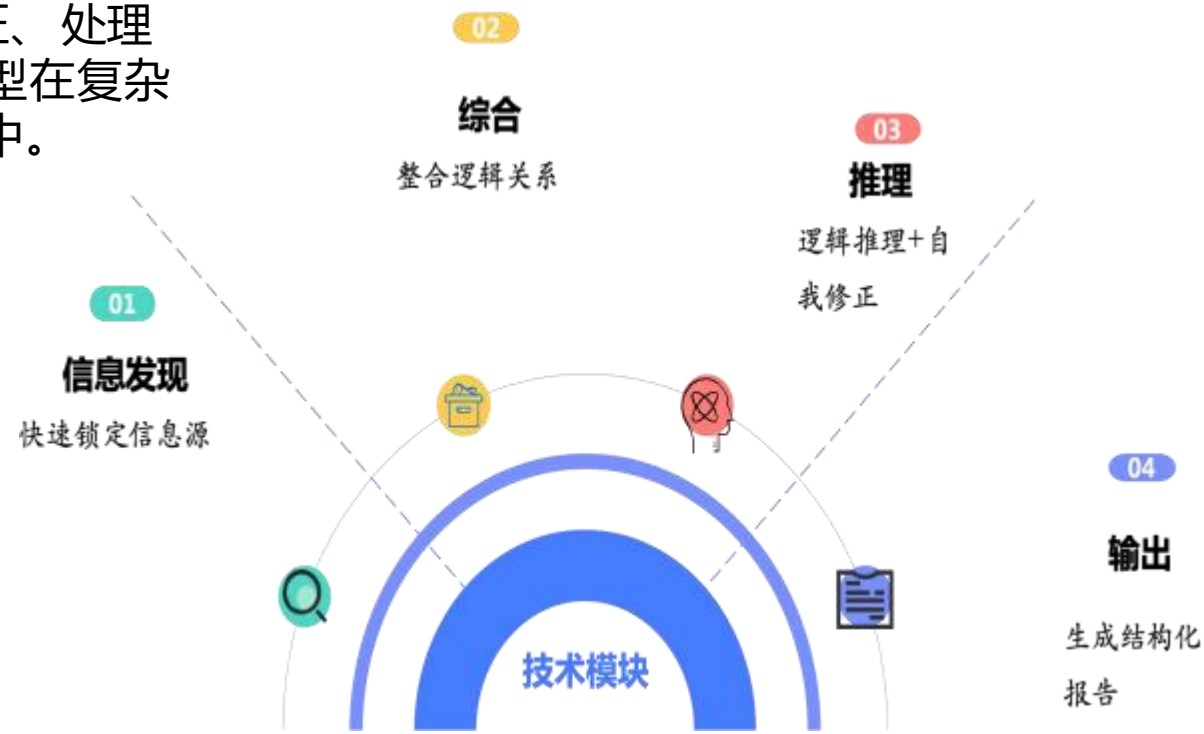 、处理
型在复杂
中。
02
综合
整合逻辑关系
03
推理
逻辑推理+自
我修正
01
信息发现
快速锁定信息源
04
输出
生成结构化
报告
技术模块